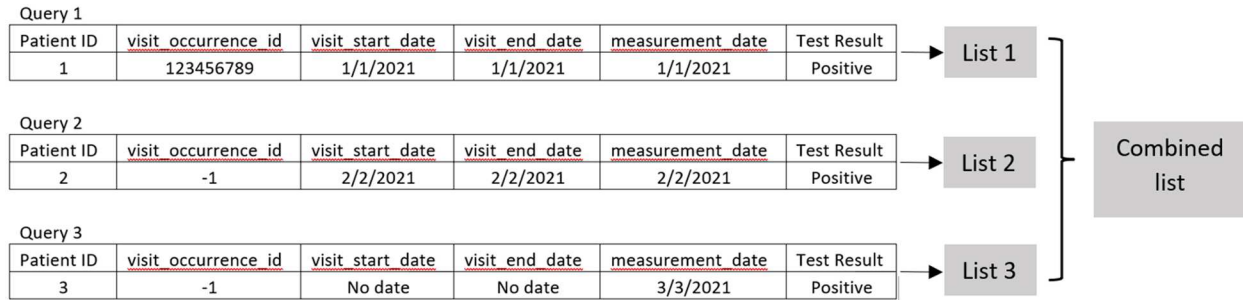 Query 1
Patient ID visit_occurrence_id visit_start_date visit_end_date measurement_date Test Result
1 123456789 1/1/2021 1/1/2021 1/1/2021 Positive
List 1
Query 2
Patient ID visit_occurrence_id visit_start_date visit_end_date measurement_date Test Result
2 -1 2/2/2021 2/2/2021 2/2/2021 Positive
List 2
Query 3
Patient ID visit_occurrence_id visit_start_date visit_end_date measurement_date Test Result
3 -1 No date No date 3/3/2021 Positive
List 3
Combined
list